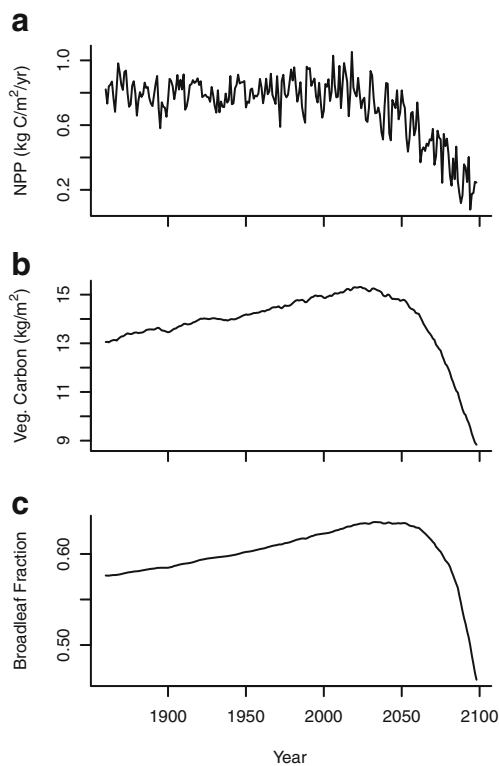 a
NPP (kg C/m²/yr)
1.0
0.6
0.2
b
Veg. Carbon (kg/m²)
15
13
11
9
c
Broadleaf Fraction
0.60
0.50
1900 1950 2000 2050 2100
Year